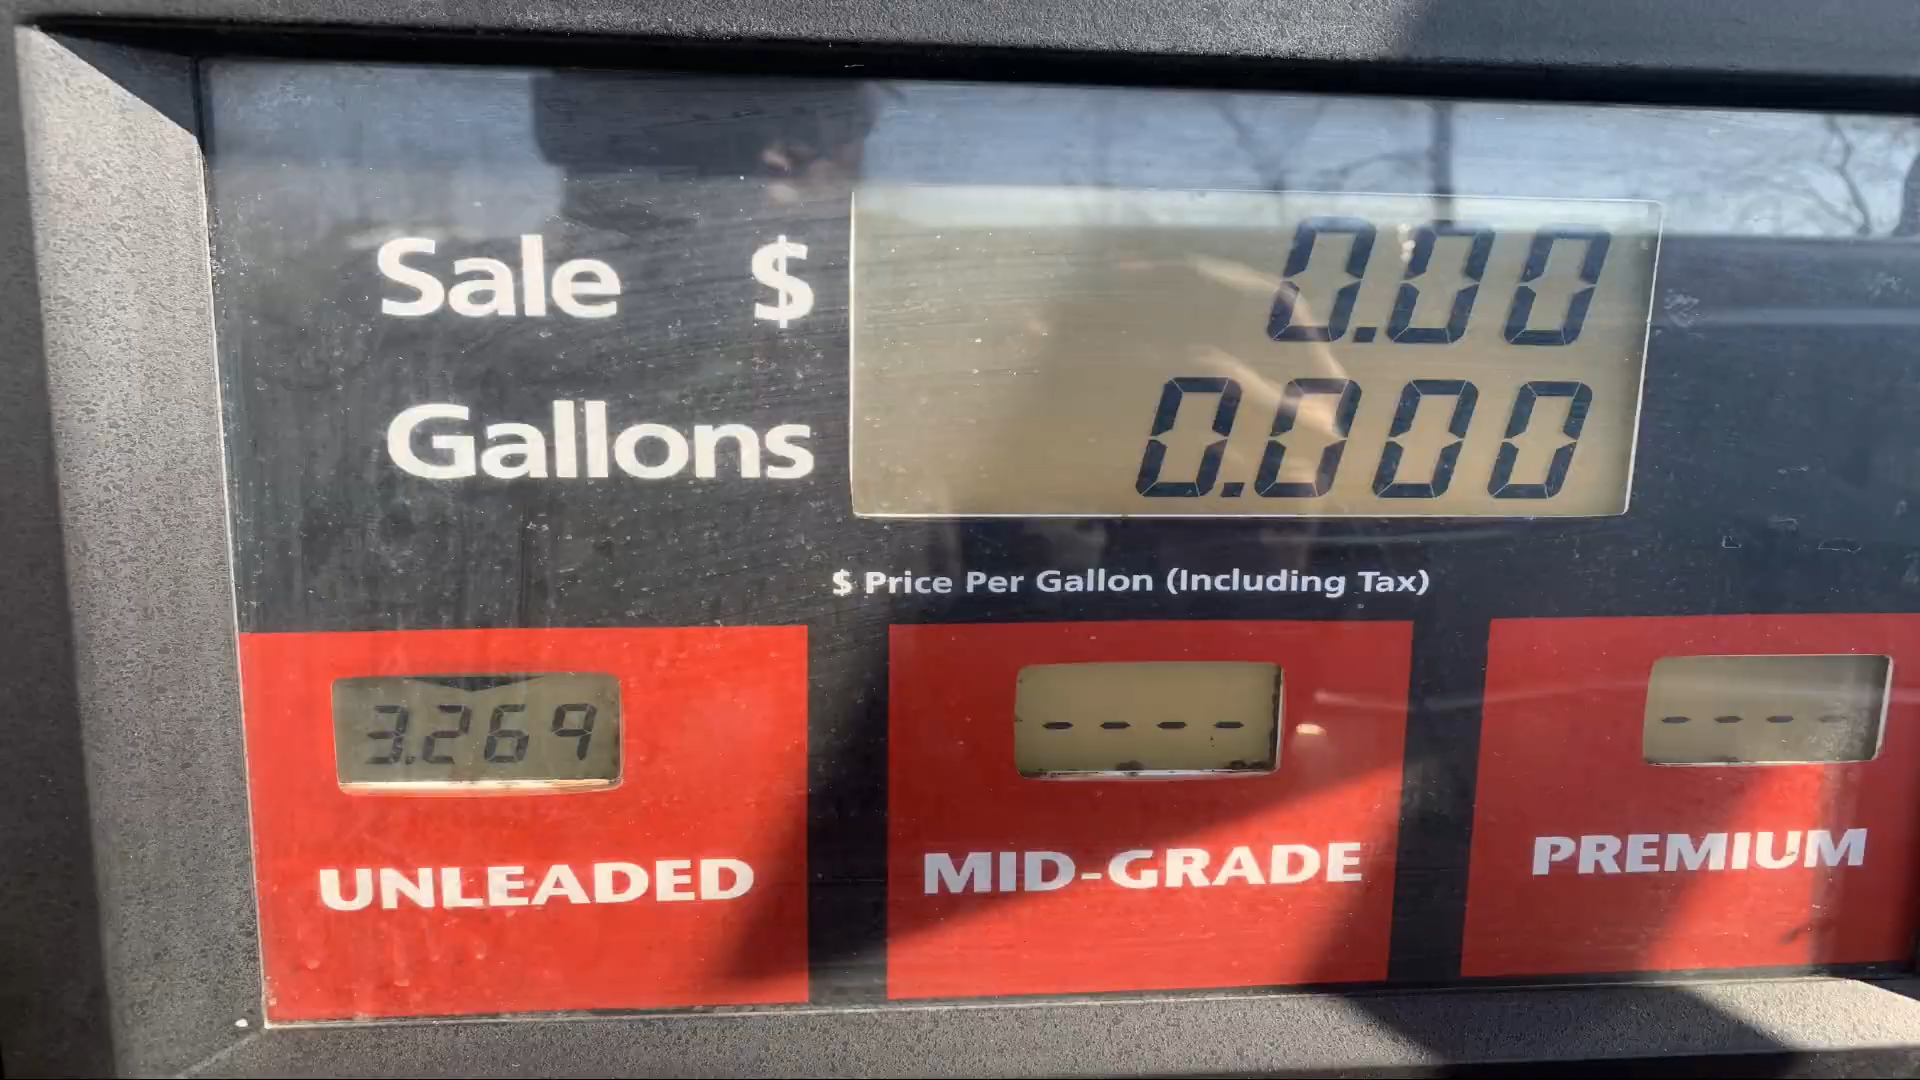 Sale $ 0.00
Gallons 0.000
$ Price Per Gallon (Including Tax)
3.269 ---- ----
UNLEADED MID-GRADE PREMIUM